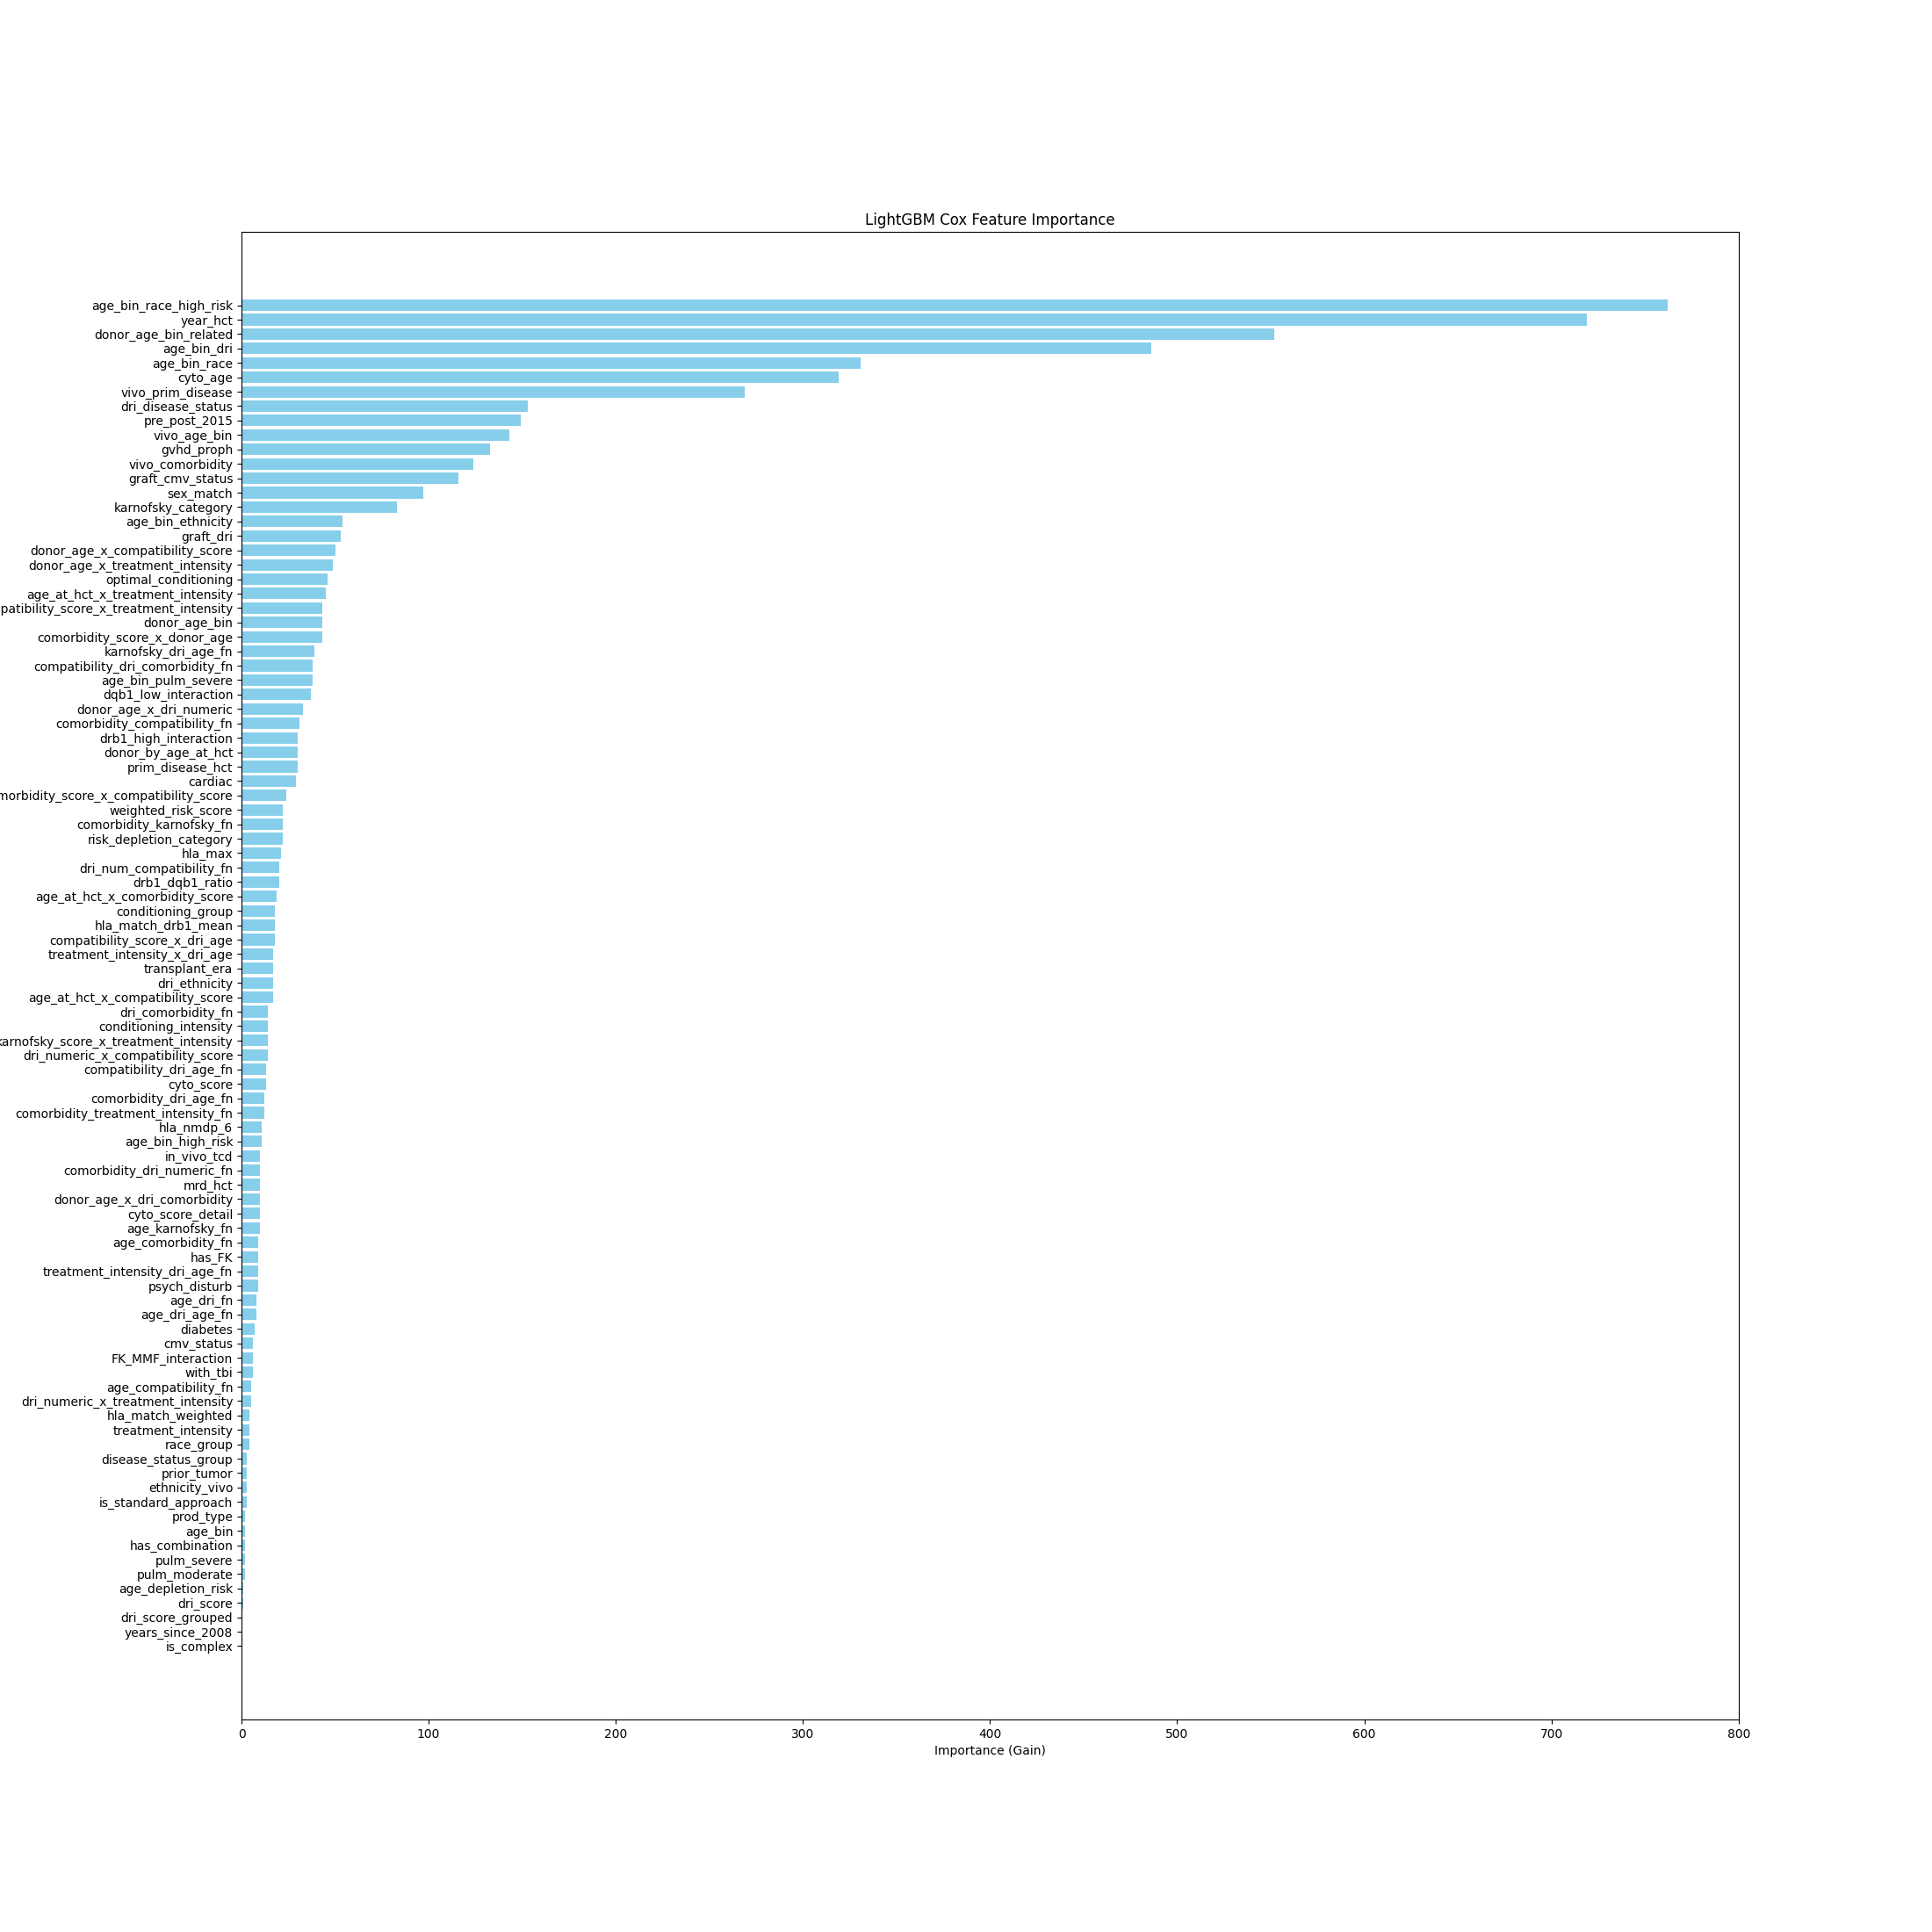 LightGBM Cox Feature Importance
age_bin_race_high_risk
year_hct
donor_age_bin_related
age_bin_dri
age_bin_race
cyto_age
vivo_prim_disease
dri_disease_status
pre_post_2015
vivo_age_bin
gvhd_proph
vivo_comorbidity
graft_cmv_status
sex_match
karnofsky_category
age_bin_ethnicity
graft_dri
donor_age_x_compatibility_score
donor_age_x_treatment_intensity
optimal_conditioning
age_at_hct_x_treatment_intensity
patibility_score_x_treatment_intensity
donor_age_bin
comorbidity_score_x_donor_age
karnofsky_dri_age_fn
compatibility_dri_comorbidity_fn
age_bin_pulm_severe
dqb1_low_interaction
donor_age_x_dri_numeric
comorbidity_compatibility_fn
drb1_high_interaction
donor_by_age_at_hct
prim_disease_hct
cardiac
morbidity_score_x_compatibility_score
weighted_risk_score
comorbidity_karnofsky_fn
risk_depletion_category
hla_max
dri_num_compatibility_fn
drb1_dqb1_ratio
age_at_hct_x_comorbidity_score
conditioning_group
hla_match_drb1_mean
compatibility_score_x_dri_age
treatment_intensity_x_dri_age
transplant_era
dri_ethnicity
age_at_hct_x_compatibility_score
dri_comorbidity_fn
conditioning_intensity
karnofsky_score_x_treatment_intensity
dri_numeric_x_compatibility_score
compatibility_dri_age_fn
cyto_score
comorbidity_dri_age_fn
comorbidity_treatment_intensity_fn
hla_nmdp_6
age_bin_high_risk
in_vivo_tcd
comorbidity_dri_numeric_fn
mrd_hct
donor_age_x_dri_comorbidity
cyto_score_detail
age_karnofsky_fn
age_comorbidity_fn
has_FK
treatment_intensity_dri_age_fn
psych_disturb
age_dri_fn
age_dri_age_fn
diabetes
cmv_status
FK_MMF_interaction
with_tbi
age_compatibility_fn
dri_numeric_x_treatment_intensity
hla_match_weighted
treatment_intensity
race_group
disease_status_group
prior_tumor
ethnicity_vivo
is_standard_approach
prod_type
age_bin
has_combination
pulm_severe
pulm_moderate
age_depletion_risk
dri_score
dri_score_grouped
years_since_2008
is_complex
0 100 200 300 400 500 600 700 800
Importance (Gain)